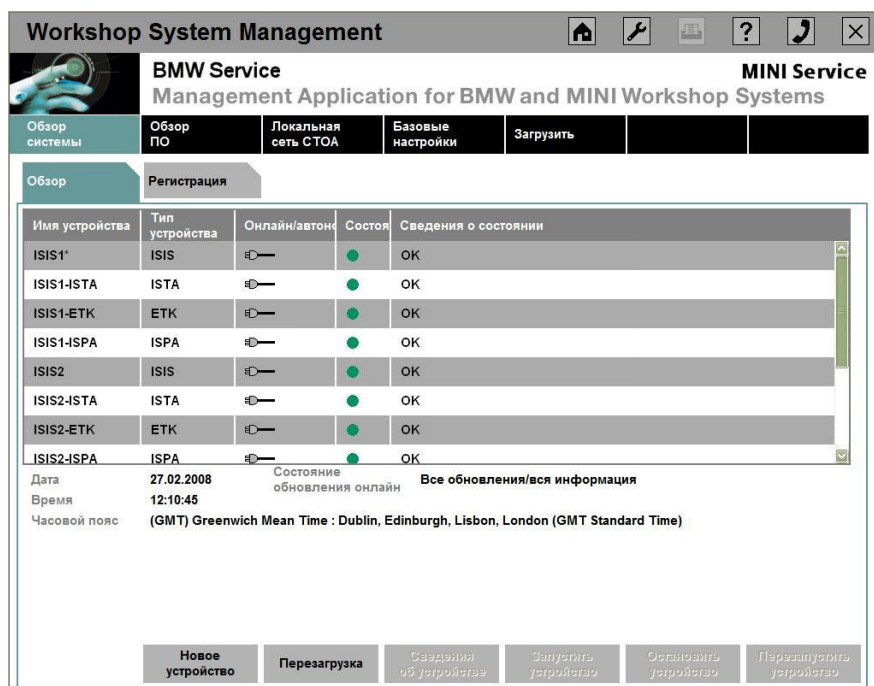 Workshop System Management
BMW Service
MINI Service
Management Application for BMW and MINI Workshop Systems
Обзор системы
Обзор ПО
Локальная сеть СТОА
Базовые настройки
Загрузить
Обзор
Регистрация
Имя устройства Тип устройства Онлайн/автоно Состоя Сведения о состоянии
ISIS1* ISIS OK
ISIS1-ISTA ISTA OK
ISIS1-ETK ETK OK
ISIS1-ISPA ISPA OK
ISIS2 ISIS OK
ISIS2-ISTA ISTA OK
ISIS2-ETK ETK OK
ISIS2-ISPA ISPA OK
Дата 27.02.2008 Состояние обновления онлайн Все обновления/вся информация
Время 12:10:45
Часовой пояс (GMT) Greenwich Mean Time : Dublin, Edinburgh, Lisbon, London (GMT Standard Time)
Новое устройство
Перезагрузка
Сведения об устройстве
Запустить устройство
Остановить устройство
Перезапустить устройство